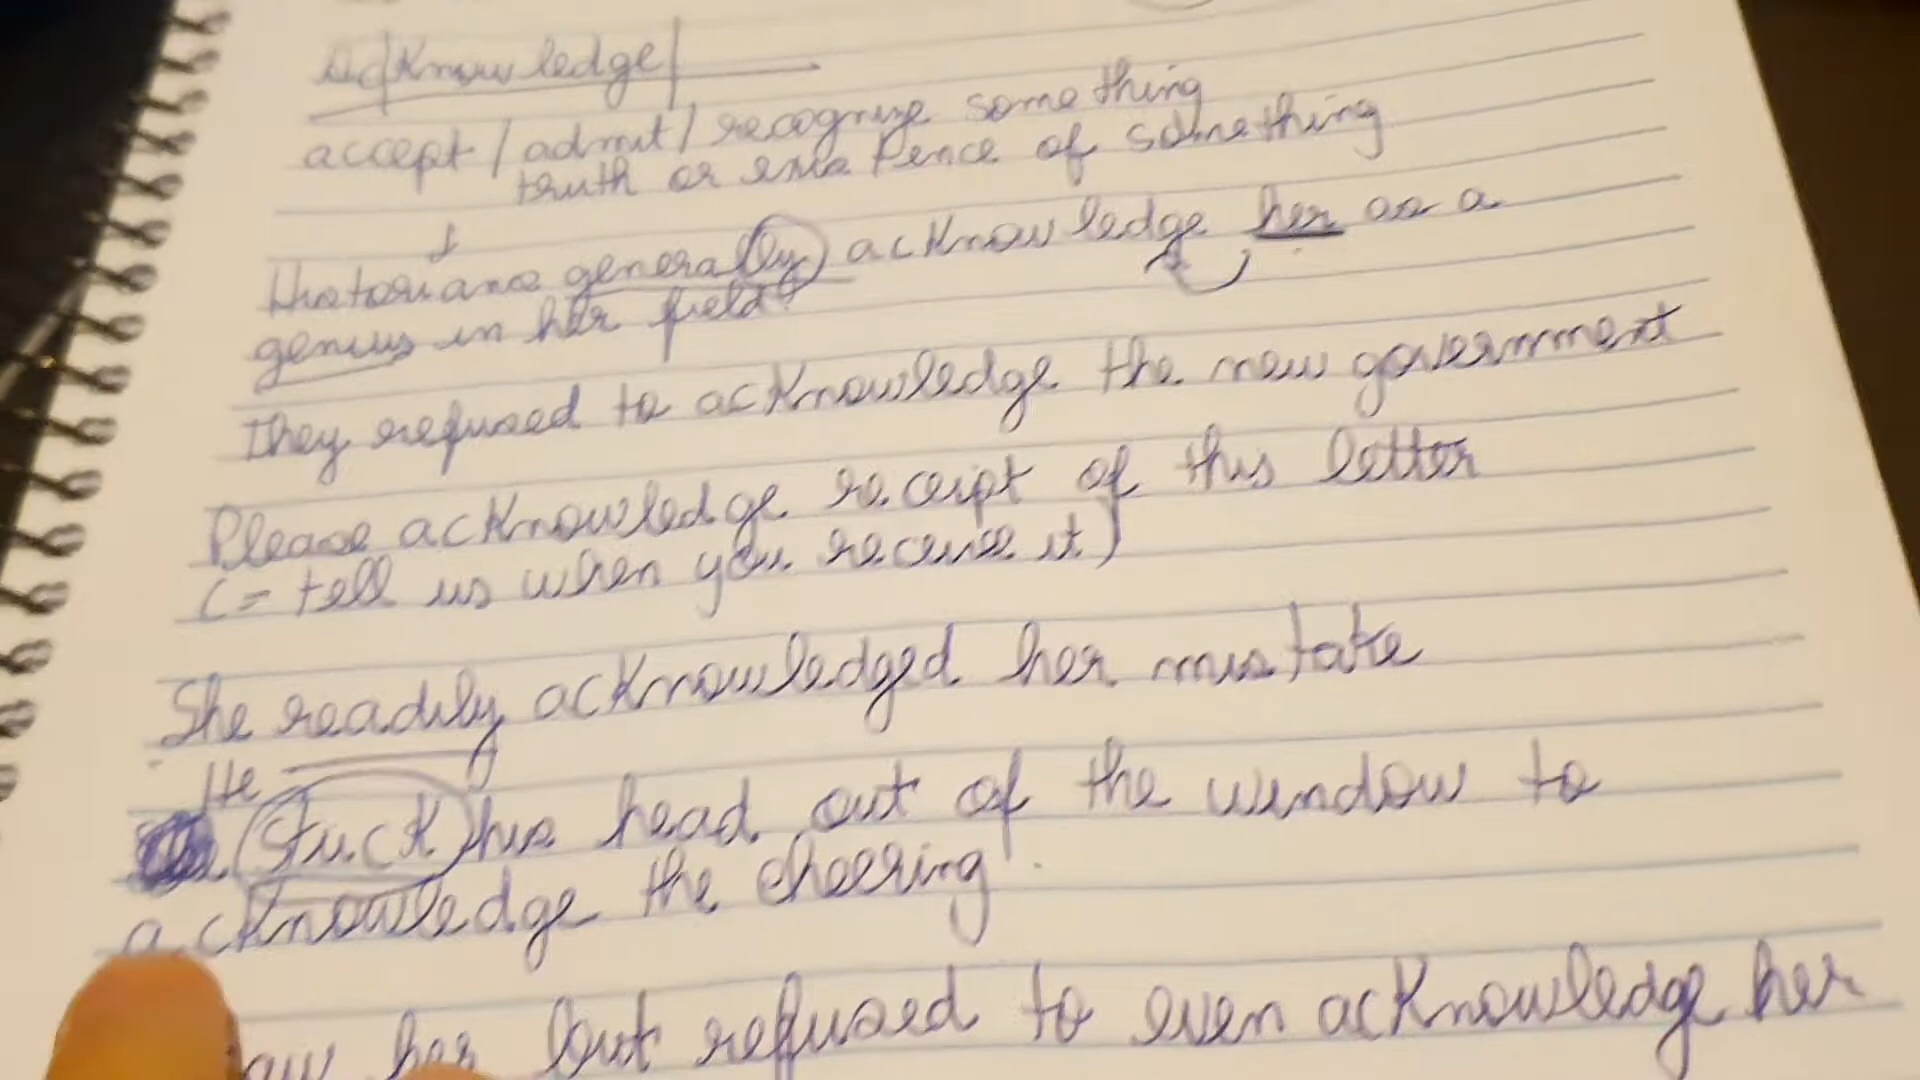 Acknowledge
accept / admit / recognize something
truth or existence of something
Historians generally acknowledge her as a
genius in her field.
They refused to acknowledge the new government
Please acknowledge receipt of this letter
(= tell us when you receive it)
She readily acknowledged her mistake
He
stuck his head out of the window to
acknowledge the cheering.
her but refused to even acknowledge her